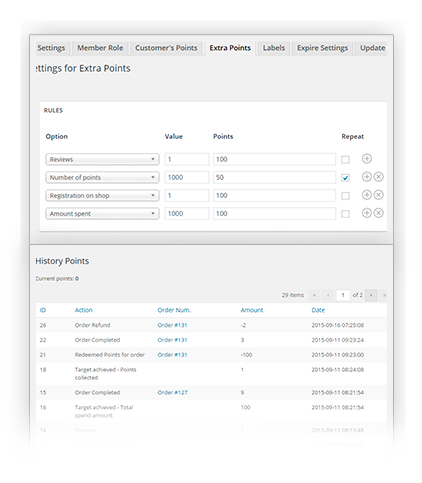 Settings Member Role Customer's Points Extra Points Labels Expire Settings Update
ttings for Extra Points
RULES
Option Value Points Repeat
Reviews 1 100
Number of points 1000 50
Registration on shop 1 100
Amount spent 1000 100
History Points
Current points: 0
29 items « ‹ 1 of 2 › »
ID Action Order Num. Amount Date
26 Order Refund Order #131 -2 2015-09-16 07:25:08
22 Order Completed Order #131 3 2015-09-11 09:23:24
21 Redeemed Points for order Order #131 -100 2015-09-11 09:23:00
18 Target achieved - Points 1 2015-09-11 08:24:08
collected
15 Order Completed Order #127 9 2015-09-11 08:21:54
16 Target achieved - Total 100 2015-09-11 08:21:54
spend amount